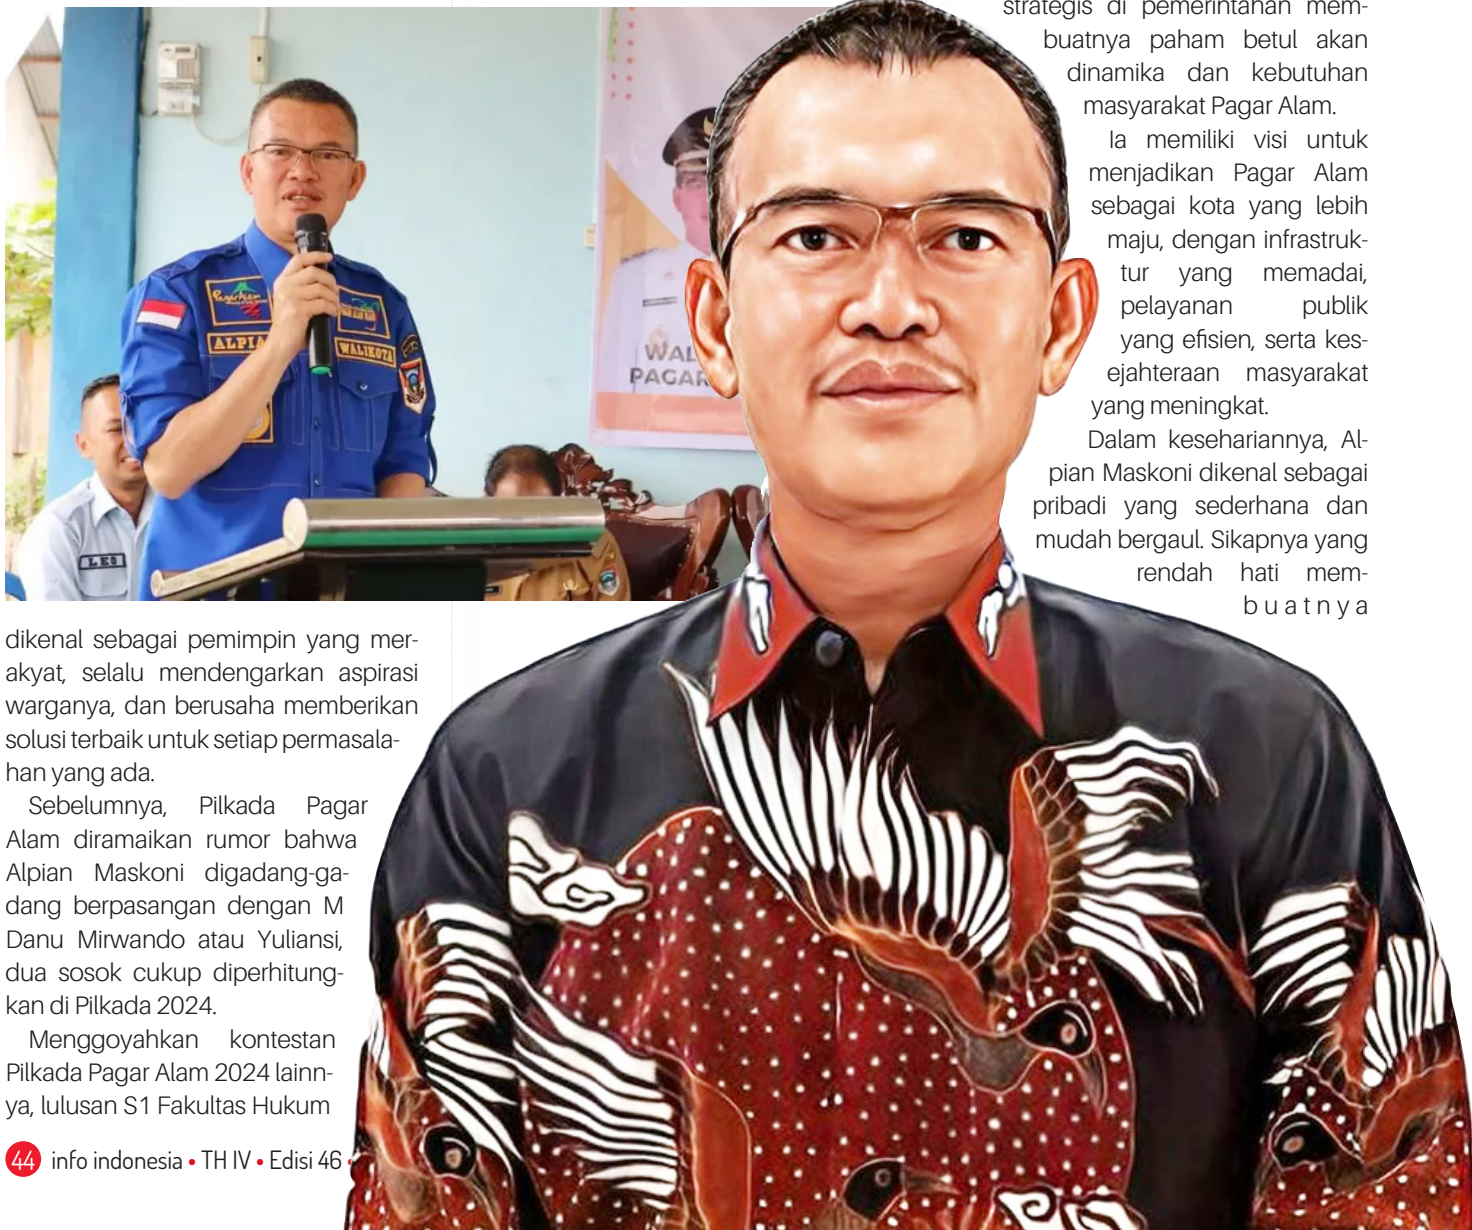 strategis di pemerintahan mem-
buatnya paham betul akan
dinamika dan kebutuhan
masyarakat Pagar Alam.
Ia memiliki visi untuk
menjadikan Pagar Alam
sebagai kota yang lebih
maju, dengan infrastruk-
tur yang memadai,
pelayanan publik
yang efisien, serta kes-
ejahteraan masyarakat
yang meningkat.
Dalam kesehariannya, Al-
pian Maskoni dikenal sebagai
pribadi yang sederhana dan
mudah bergaul. Sikapnya yang
rendah hati mem-
buatnya
PagarAlam
ALPIA
WALIKOTA
LEO
WAL
PAGAR
dikenal sebagai pemimpin yang mer-
akyat, selalu mendengarkan aspirasi
warganya, dan berusaha memberikan
solusi terbaik untuk setiap permasala-
han yang ada.
Sebelumnya, Pilkada Pagar
Alam diramaikan rumor bahwa
Alpian Maskoni digadang-ga-
dang berpasangan dengan M
Danu Mirwando atau Yuliansi,
dua sosok cukup diperhitung-
kan di Pilkada 2024.
Menggoyahkan kontestan
Pilkada Pagar Alam 2024 lainn-
ya, lulusan S1 Fakultas Hukum
44 info indonesia • TH IV • Edisi 46 •